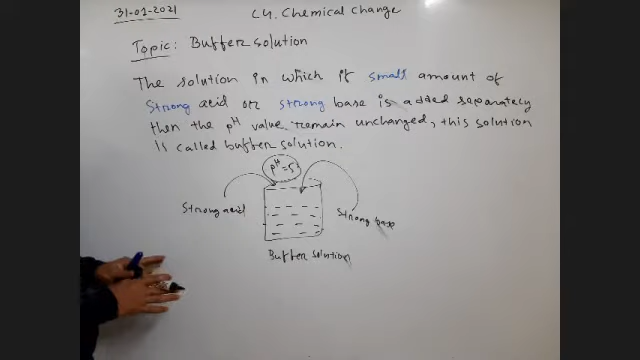 31-01-2021
C4. Chemical Change
Topic: Buffer solution
The solution in which if small amount of
strong acid or strong base is added separately
then the pH value remain unchanged, this solution
is called buffer solution.
pH = 5
Strong acid
Strong base
Buffer solution